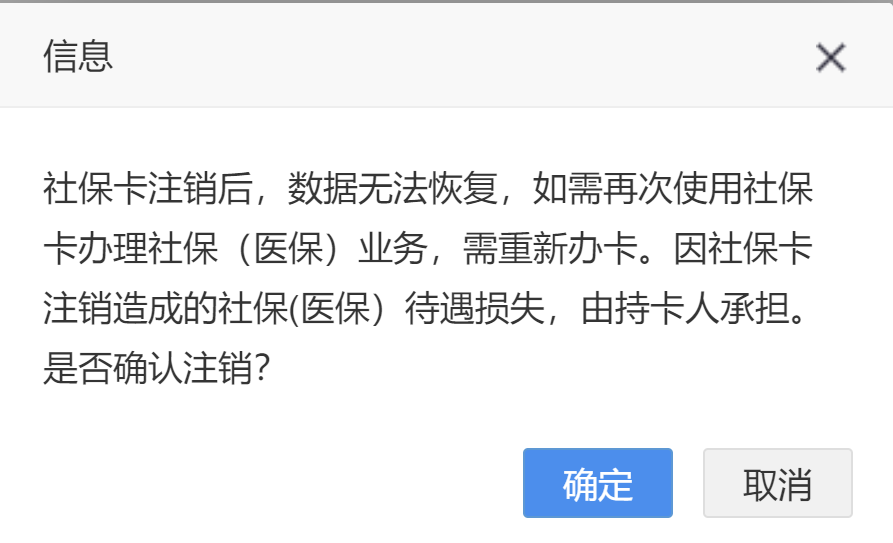 信息
社保卡注销后，数据无法恢复，如需再次使用社保
卡办理社保（医保）业务，需重新办卡。因社保卡
注销造成的社保(医保）待遇损失，由持卡人承担。
是否确认注销?
确定
取消